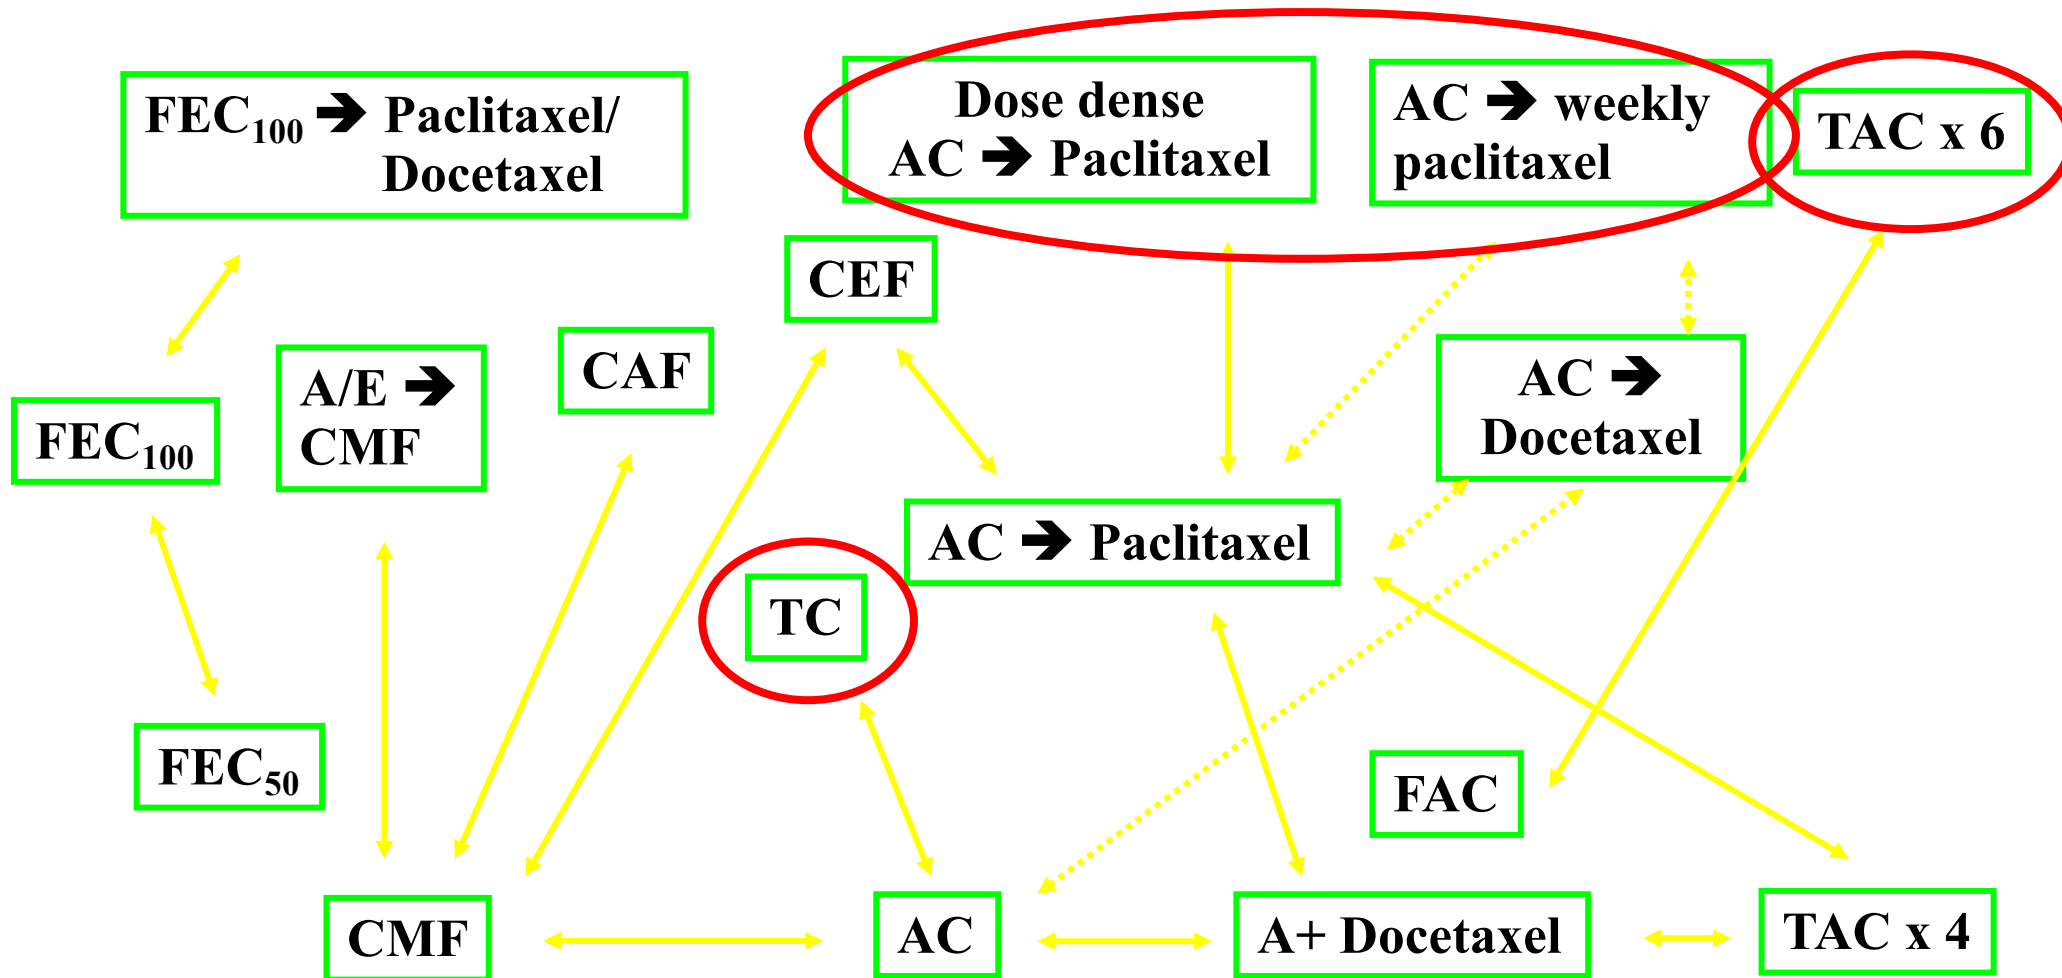 FEC100 ➔ Paclitaxel/
Docetaxel
Dose dense
AC ➔ Paclitaxel
AC ➔ weekly
paclitaxel
TAC x 6
CEF
CAF
A/E ➔
CMF
FEC100
AC ➔
Docetaxel
AC ➔ Paclitaxel
TC
FEC50
FAC
CMF
AC
A+ Docetaxel
TAC x 4